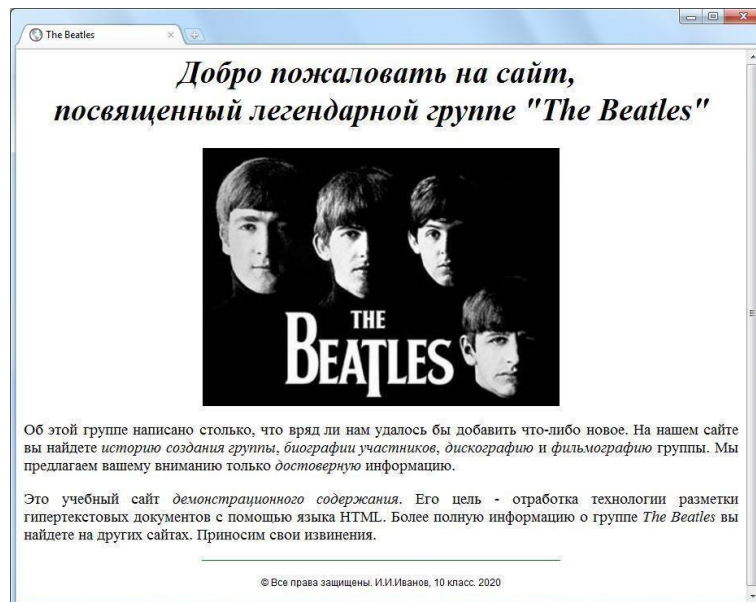 The Beatles
Добро пожаловать на сайт,
посвященный легендарной группе "The Beatles"
THE
BEATLES
Об этой группе написано столько, что вряд ли нам удалось бы добавить что-либо новое. На нашем сайте
вы найдете историю создания группы, биографии участников, дискографию и фильмографию группы. Мы
предлагаем вашему вниманию только достоверную информацию.
Это учебный сайт демонстрационного содержания. Его цель - отработка технологии разметки
гипертекстовых документов с помощью языка HTML. Более полную информацию о группе The Beatles вы
найдете на других сайтах. Приносим свои извинения.
© Все права защищены. И.И.Иванов, 10 класс. 2020